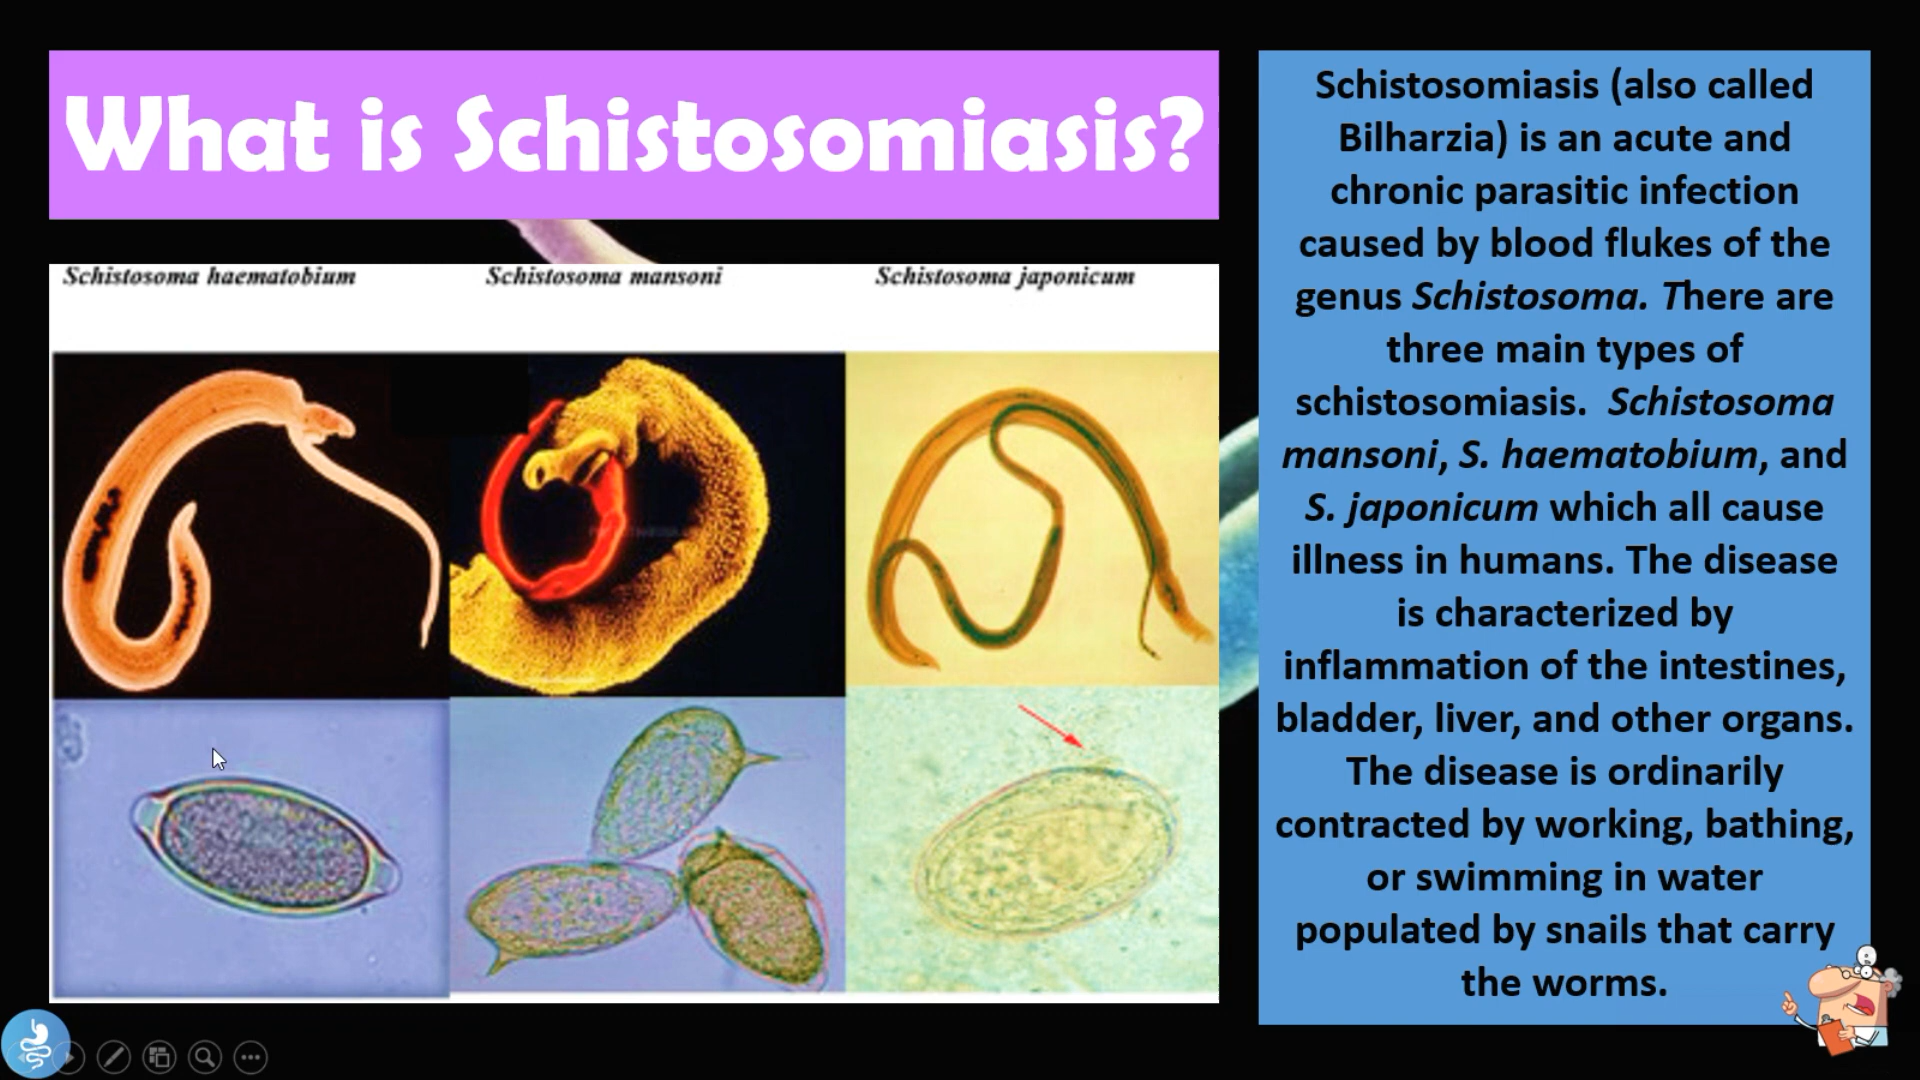 What is Schistosomiasis?
Schistosoma haematobium
Schistosoma mansoni
Schistosoma japonicum
Schistosomiasis (also called
Bilharzia) is an acute and
chronic parasitic infection
caused by blood flukes of the
genus Schistosoma. There are
three main types of
schistosomiasis. Schistosoma
mansoni, S. haematobium, and
S. japonicum which all cause
illness in humans. The disease
is characterized by
inflammation of the intestines,
bladder, liver, and other organs.
The disease is ordinarily
contracted by working, bathing,
or swimming in water
populated by snails that carry
the worms.